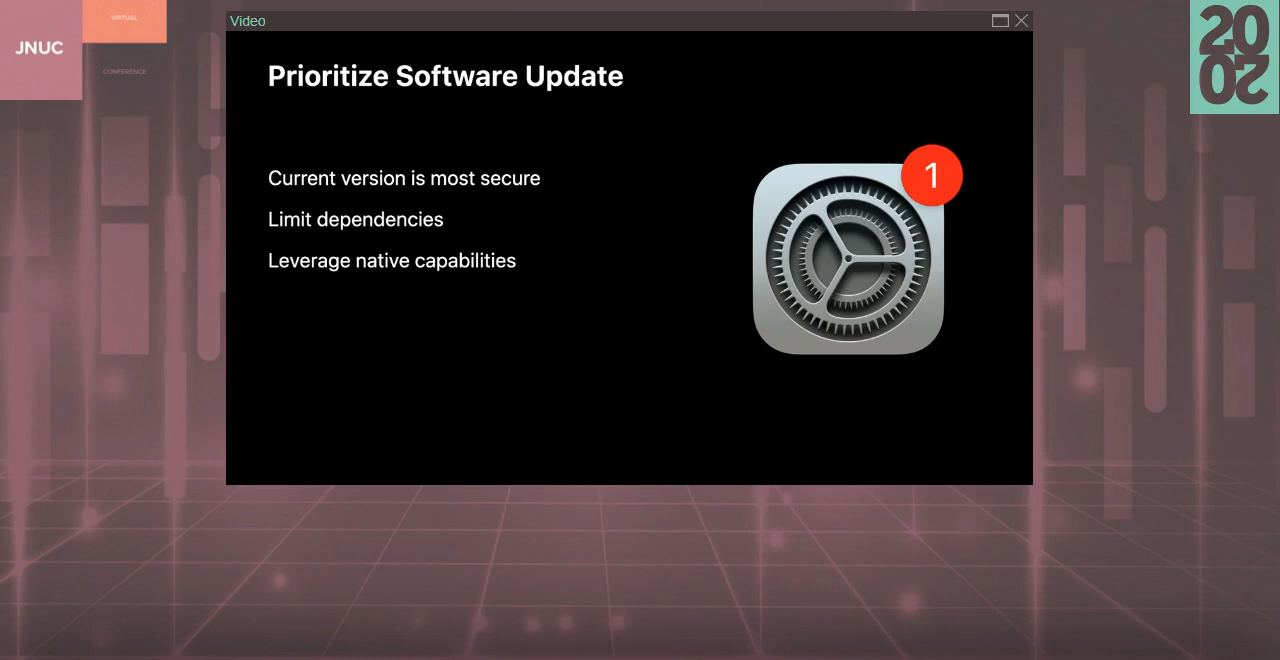 JNUC
VIRTUAL
CONFERENCE
Video
2020
Prioritize Software Update
Current version is most secure
Limit dependencies
Leverage native capabilities
1